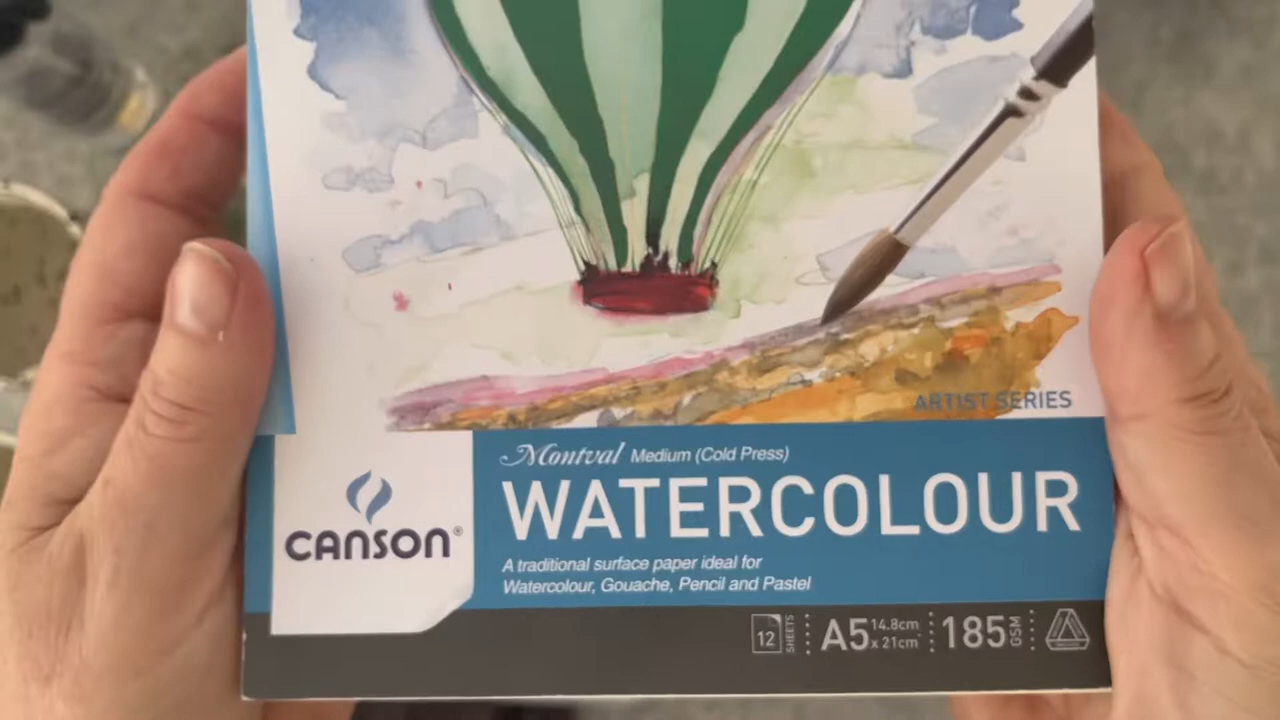 ARTIST SERIES
Montval Medium (Cold Press)
WATERCOLOUR
CANSON®
A traditional surface paper ideal for
Watercolour, Gouache, Pencil and Pastel
12 SHEETS A5 14.8cm x 21cm 185 GSM